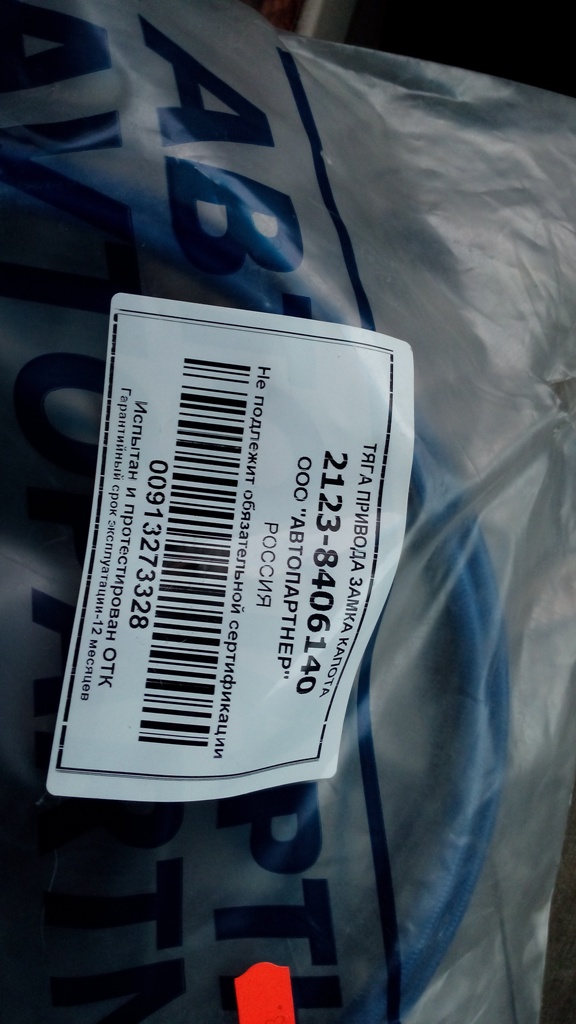 ТЯГА ПРИВОДА ЗАМКА КАПОТА
2123-8406140
ООО "АВТОПАРТНЕР"
РОССИЯ
Не подлежит обязательной сертификации
00913273328
Испытан и протестирован ОТК
Гарантийный срок эксплуатации-12 месяцев